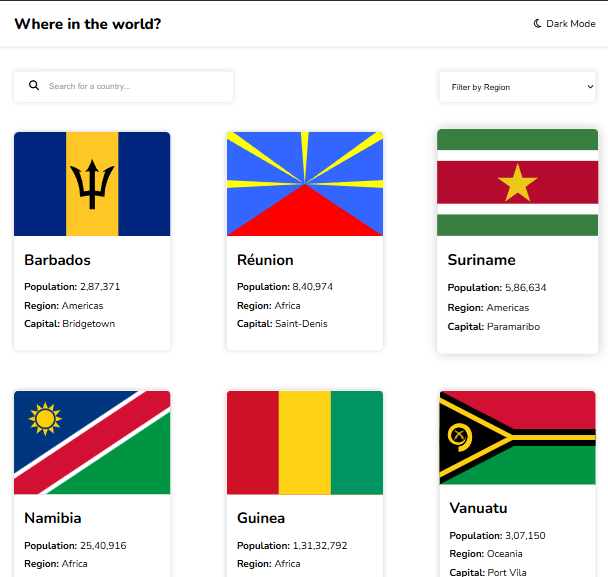 Where in the world?
Dark Mode
Search for a country...
Filter by Region
Barbados
Population: 2,87,371
Region: Americas
Capital: Bridgetown
Réunion
Population: 8,40,974
Region: Africa
Capital: Saint-Denis
Suriname
Population: 5,86,634
Region: Americas
Capital: Paramaribo
Namibia
Population: 25,40,916
Region: Africa
Guinea
Population: 1,31,32,792
Region: Africa
Vanuatu
Population: 3,07,150
Region: Oceania
Capital: Port Vila